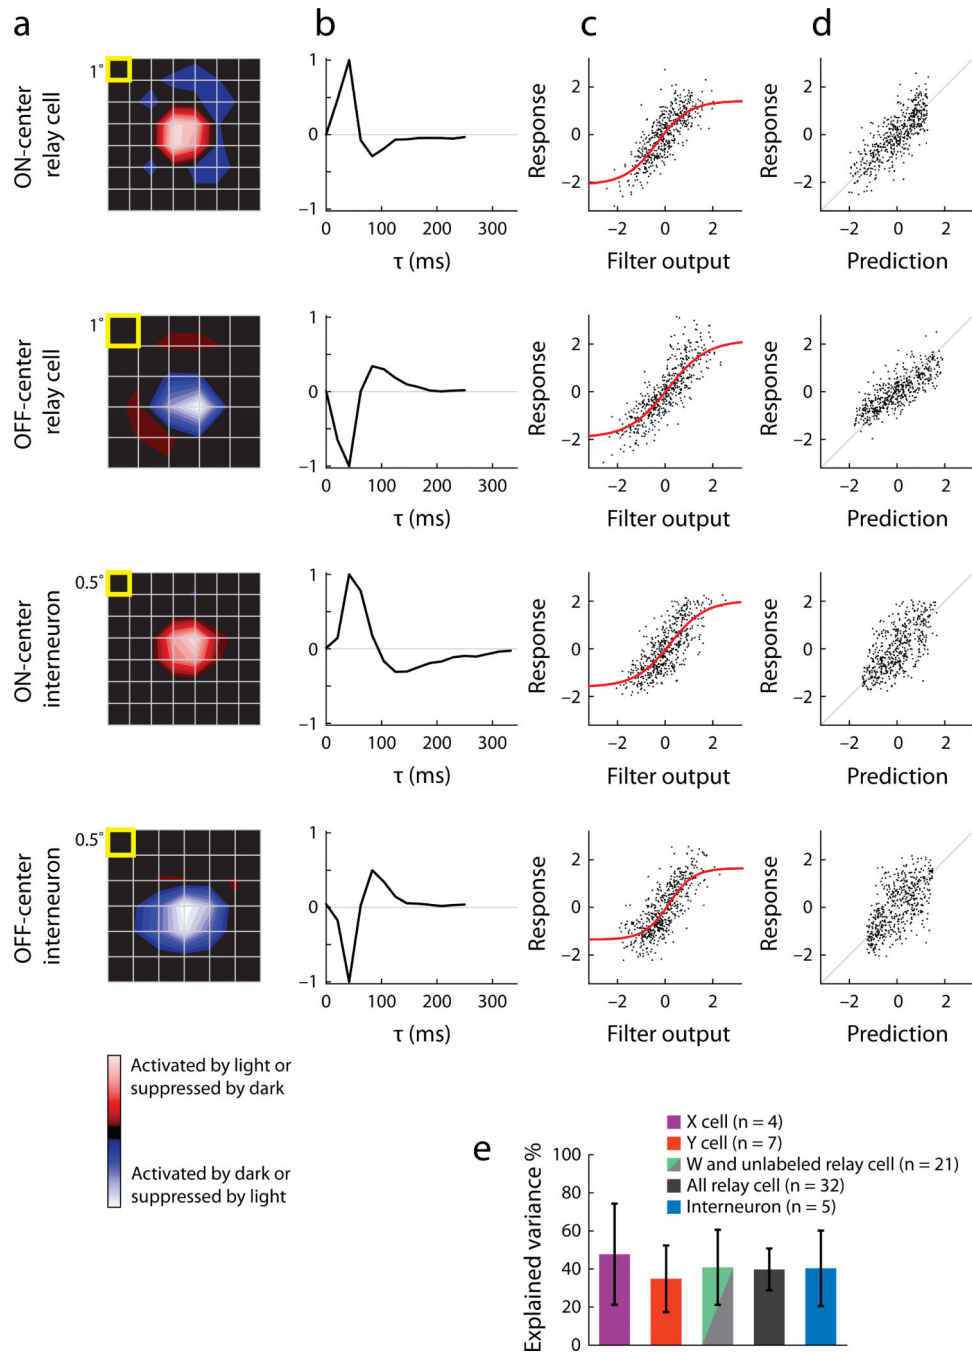 a
b
c
d
ON-center
relay cell
1°
1
0
−1
0 100 200 300
τ (ms)
Response
2
0
−2
−2 0 2
Filter output
Response
2
0
−2
−2 0 2
Prediction
OFF-center
relay cell
1°
1
0
−1
0 100 200 300
τ (ms)
Response
2
0
−2
−2 0 2
Filter output
Response
2
0
−2
−2 0 2
Prediction
ON-center
interneuron
0.5°
1
0
−1
0 100 200 300
τ (ms)
Response
2
0
−2
−2 0 2
Filter output
Response
2
0
−2
−2 0 2
Prediction
OFF-center
interneuron
0.5°
1
0
−1
0 100 200 300
τ (ms)
Response
2
0
−2
−2 0 2
Filter output
Response
2
0
−2
−2 0 2
Prediction
Activated by light or
suppressed by dark
Activated by dark or
suppressed by light
e
X cell (n = 4)
Y cell (n = 7)
W and unlabeled relay cell (n = 21)
All relay cell (n = 32)
Interneuron (n = 5)
Explained variance %
100
80
60
40
20
0